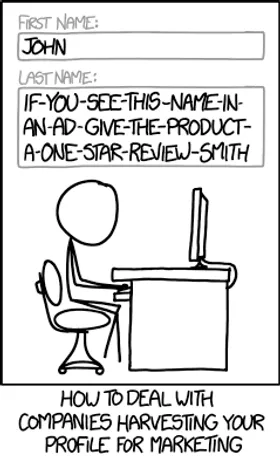 FIRST NAME:
JOHN
LAST NAME:
IF-YOU-SEE-THIS-NAME-IN-
AN-AD-GIVE-THE-PRODUCT-
A-ONE-STAR-REVIEW-SMITH
HOW TO DEAL WITH
COMPANIES HARVESTING YOUR
PROFILE FOR MARKETING